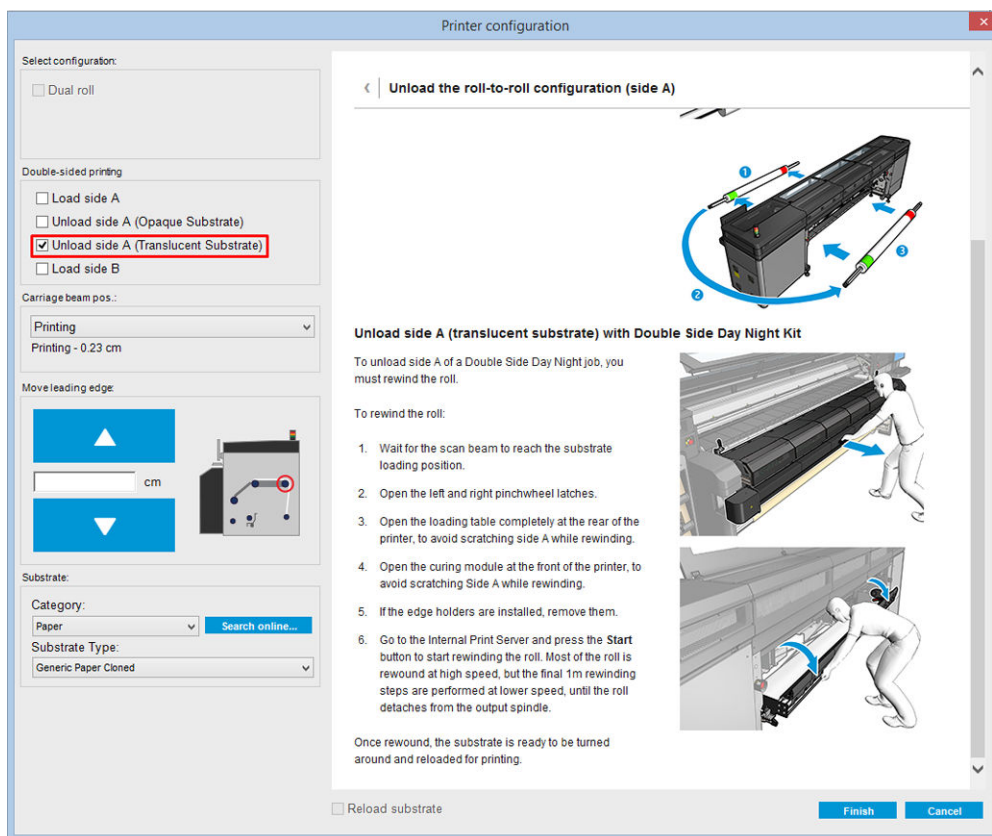 Printer configuration
Select configuration:
Dual roll
Double-sided printing
Load side A
Unload side A (Opaque Substrate)
Unload side A (Translucent Substrate)
Load side B
Carriage beam pos.:
Printing
Printing - 0.23 cm
Move leading edge:
cm
Substrate:
Category:
Paper
Search online...
Substrate Type:
Generic Paper Cloned
Unload the roll-to-roll configuration (side A)
1
2
3
Unload side A (translucent substrate) with Double Side Day Night Kit
To unload side A of a Double Side Day Night job, you
must rewind the roll.
To rewind the roll:
1. Wait for the scan beam to reach the substrate
loading position.
2. Open the left and right pinchwheel latches.
3. Open the loading table completely at the rear of the
printer, to avoid scratching side A while rewinding.
4. Open the curing module at the front of the printer, to
avoid scratching Side A while rewinding.
5. If the edge holders are installed, remove them.
6. Go to the Internal Print Server and press the Start
button to start rewinding the roll. Most of the roll is
rewound at high speed, but the final 1m rewinding
steps are performed at lower speed, until the roll
detaches from the output spindle.
Once rewound, the substrate is ready to be turned
around and reloaded for printing.
Reload substrate
Finish
Cancel